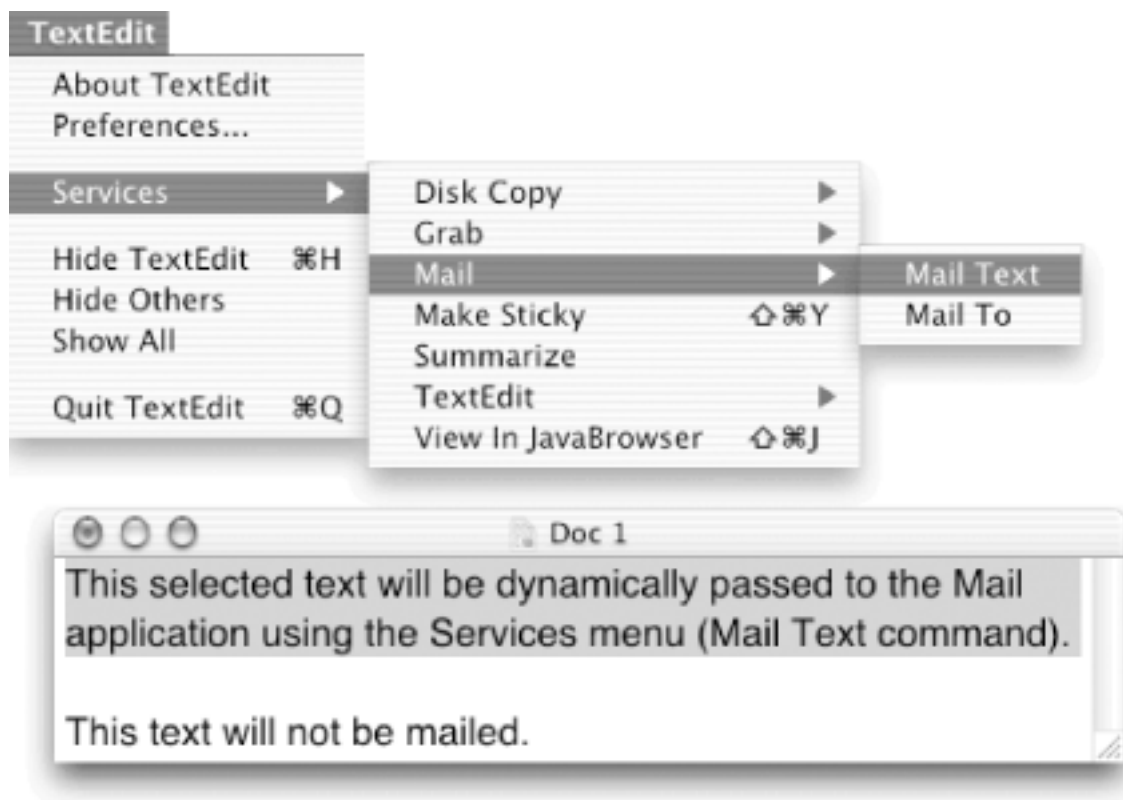 TextEdit
About TextEdit
Preferences...
Services
Hide TextEdit ⌘H
Hide Others
Show All
Quit TextEdit ⌘Q
Disk Copy
Grab
Mail
Make Sticky ⇧⌘Y
Summarize
TextEdit
View In JavaBrowser ⇧⌘J
Mail Text
Mail To
Doc 1
This selected text will be dynamically passed to the Mail
application using the Services menu (Mail Text command).
This text will not be mailed.